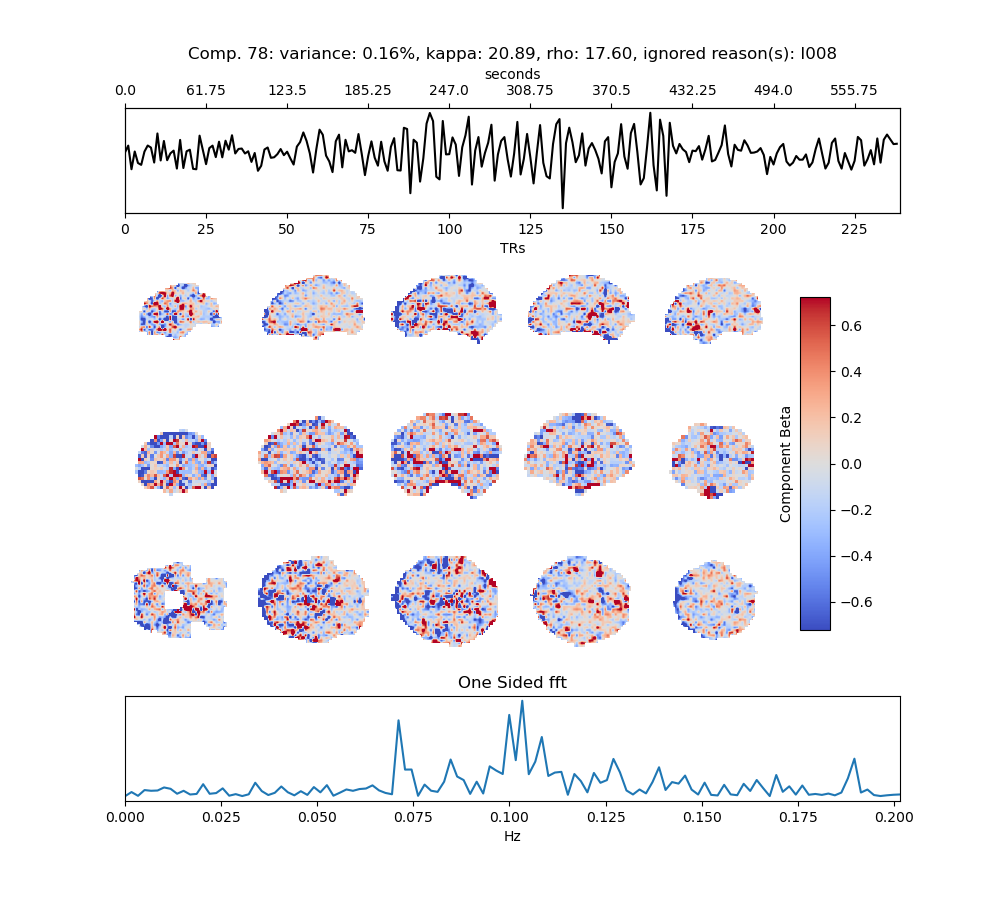 Comp. 78: variance: 0.16%, kappa: 20.89, rho: 17.60, ignored reason(s): I008
seconds
0.0 61.75 123.5 185.25 247.0 308.75 370.5 432.25 494.0 555.75
0 25 50 75 100 125 150 175 200 225
TRs
Component Beta
0.6
0.4
0.2
0.0
−0.2
−0.4
−0.6
One Sided fft
0.000 0.025 0.050 0.075 0.100 0.125 0.150 0.175 0.200
Hz